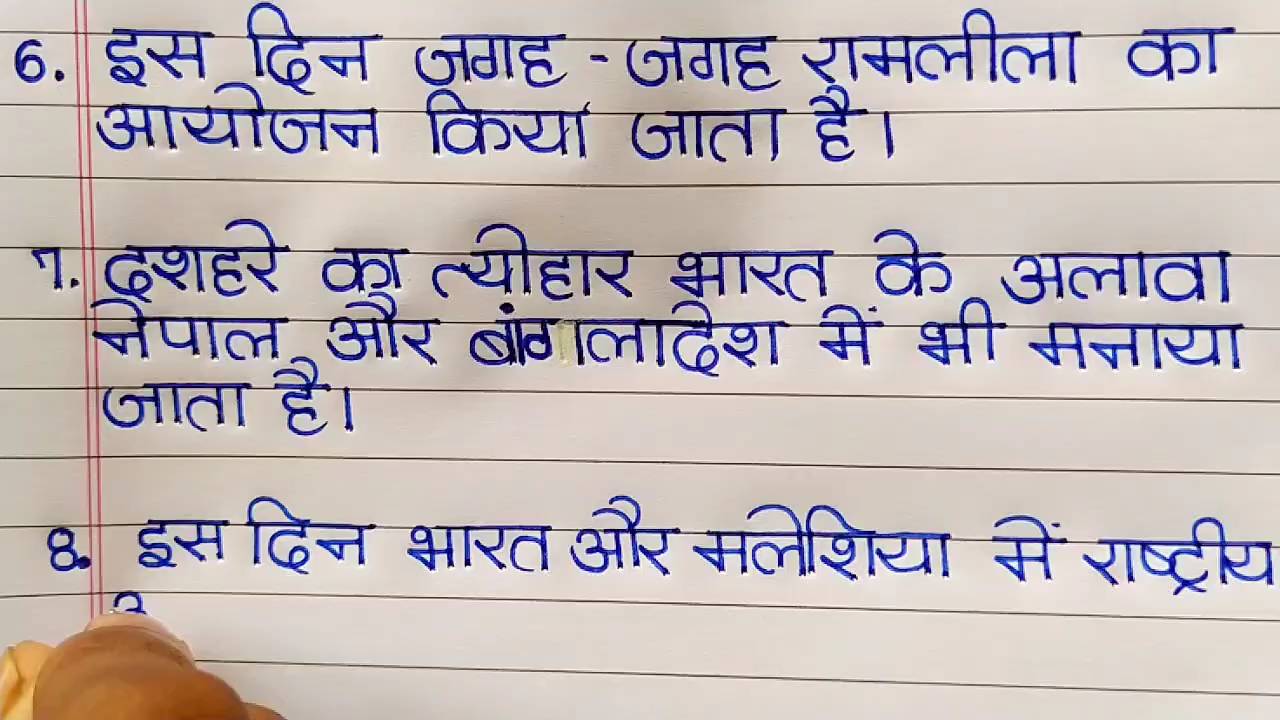 6. इस दिन जगह - जगह रामलीला का
आयोजन किया जाता है।
7. दशहरे का त्योहार भारत के अलावा
नेपाल और बांगलादेश में भी मनाया
जाता है।
8. इस दिन भारत और मलेशिया में राष्ट्रीय